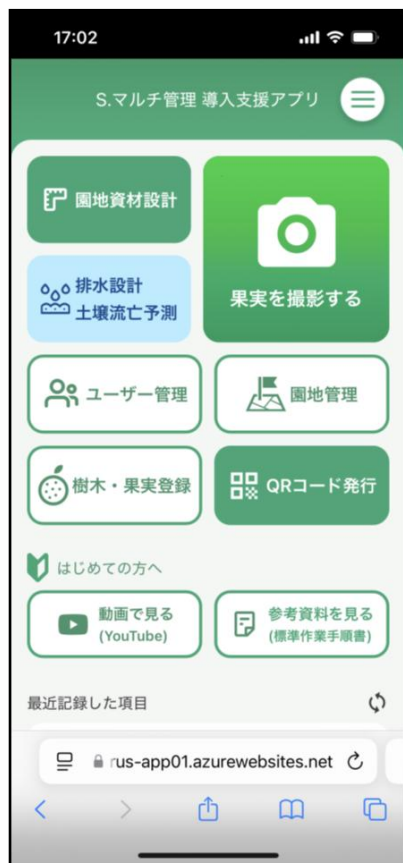 17:02
S.マルチ管理 導入支援アプリ
園地資材設計
排水設計
土壌流亡予測
果実を撮影する
ユーザー管理
園地管理
樹木・果実登録
QRコード発行
はじめての方へ
動画で見る
(YouTube)
参考資料を見る
(標準作業手順書)
最近記録した項目
rus-app01.azurewebsites.net